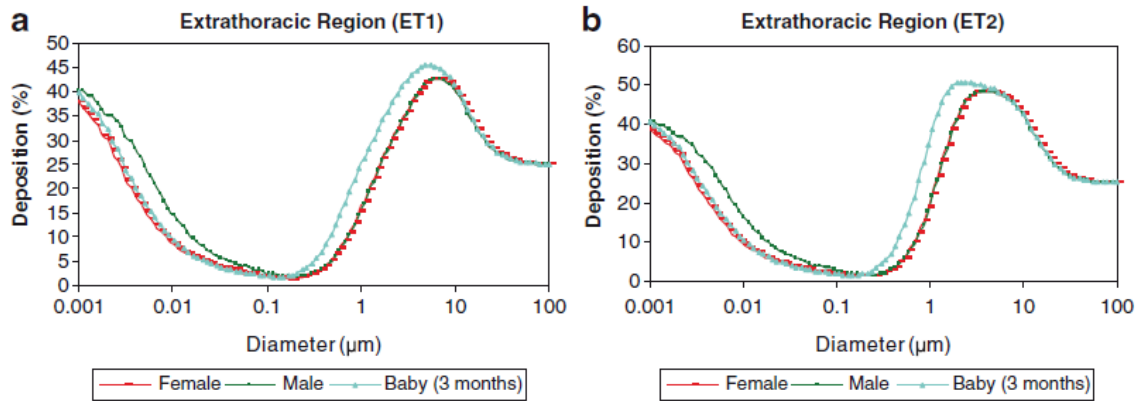 a
Extrathoracic Region (ET1)
Deposition (%)
50
45
40
35
30
25
20
15
10
5
0
0.001 0.01 0.1 1 10 100
Diameter (µm)
Female Male Baby (3 months)
b
Extrathoracic Region (ET2)
Deposition (%)
60
50
40
30
20
10
0
0.001 0.01 0.1 1 10 100
Diameter (µm)
Female Male Baby (3 months)